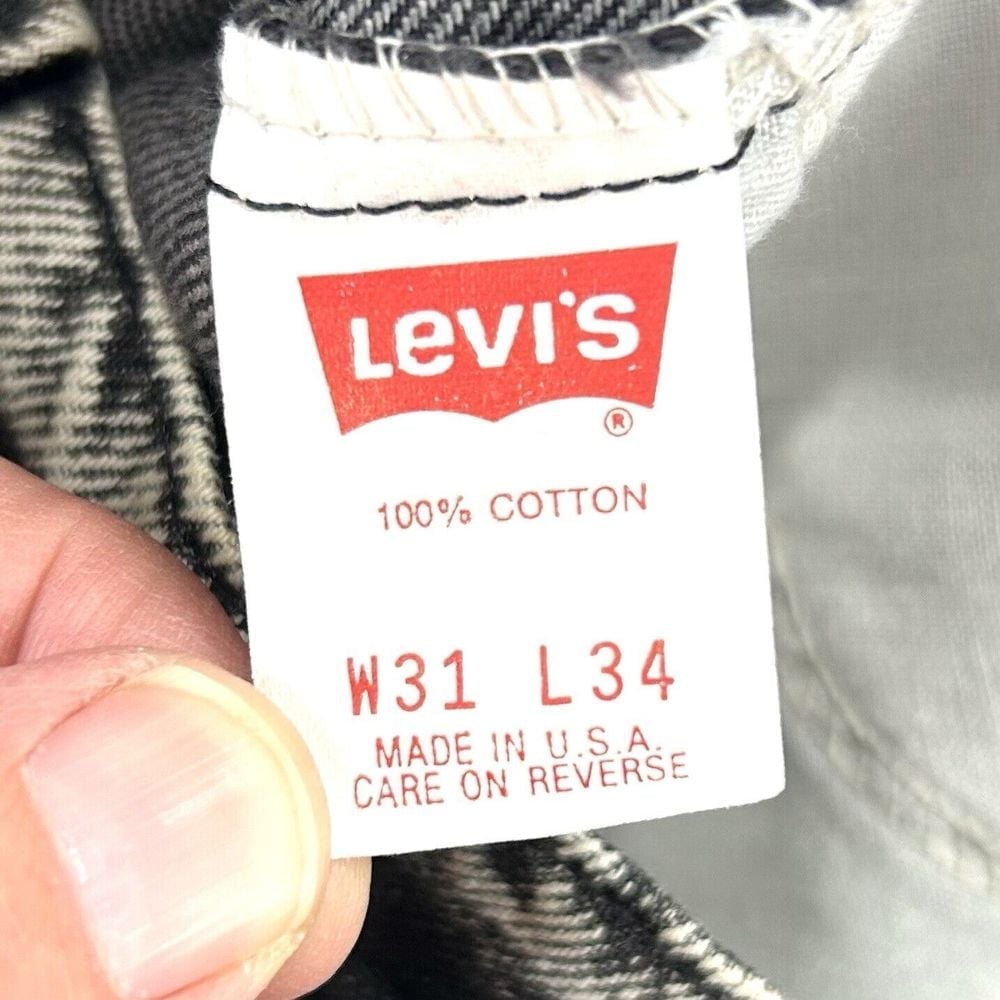 Levi's
®
100% COTTON
W31 L34
MADE IN U.S.A.
CARE ON REVERSE